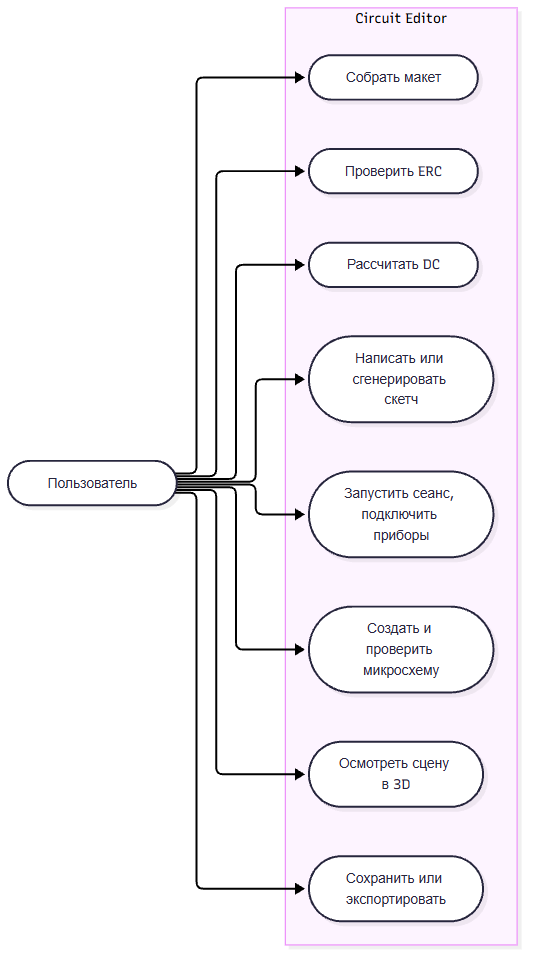 Circuit Editor
Собрать макет
Проверить ERC
Рассчитать DC
Написать или
сгенерировать
скетч
Пользователь
Запустить сеанс,
подключить
приборы
Создать и
проверить
микросхему
Осмотреть сцену
в 3D
Сохранить или
экспортировать